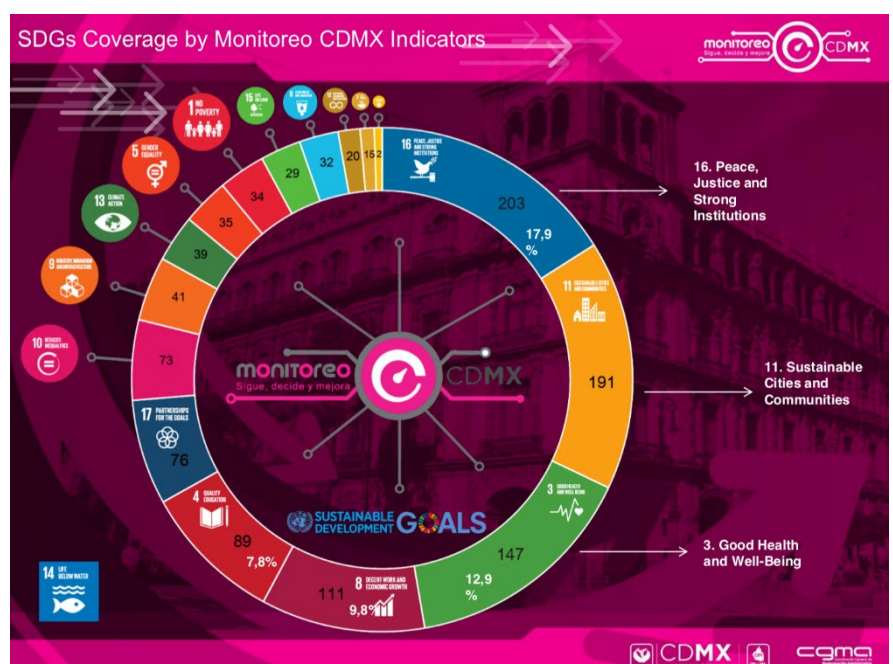 SDGs Coverage by Monitoreo CDMX Indicators
monitoreo
CDMX
1 NO
POVERTY
15 LIFE
ON LAND
5 GENDER
EQUALITY
13 CLIMATE
ACTION
9 INDUSTRY, INNOVATION
AND INFRASTRUCTURE
10 REDUCED
INEQUALITIES
34
29
32
20
15
2
35
39
41
73
16 PEACE, JUSTICE
AND STRONG
INSTITUTIONS
203
17,9
%
16. Peace,
Justice and
Strong
Institutions
11 SUSTAINABLE CITIES
AND COMMUNITIES
191
11. Sustainable
Cities and
Communities
monitoreo
Sigue, decide y mejora
CDMX
17 PARTNERSHIPS
FOR THE GOALS
76
4 QUALITY
EDUCATION
89
7,8%
3 GOOD HEALTH
AND WELL-BEING
147
12,9
%
3. Good Health
and Well-Being
SUSTAINABLE
DEVELOPMENT
GOALS
8 DECENT WORK AND
ECONOMIC GROWTH
111
9,8%
14 LIFE
BELOW WATER
CDMX
cgma